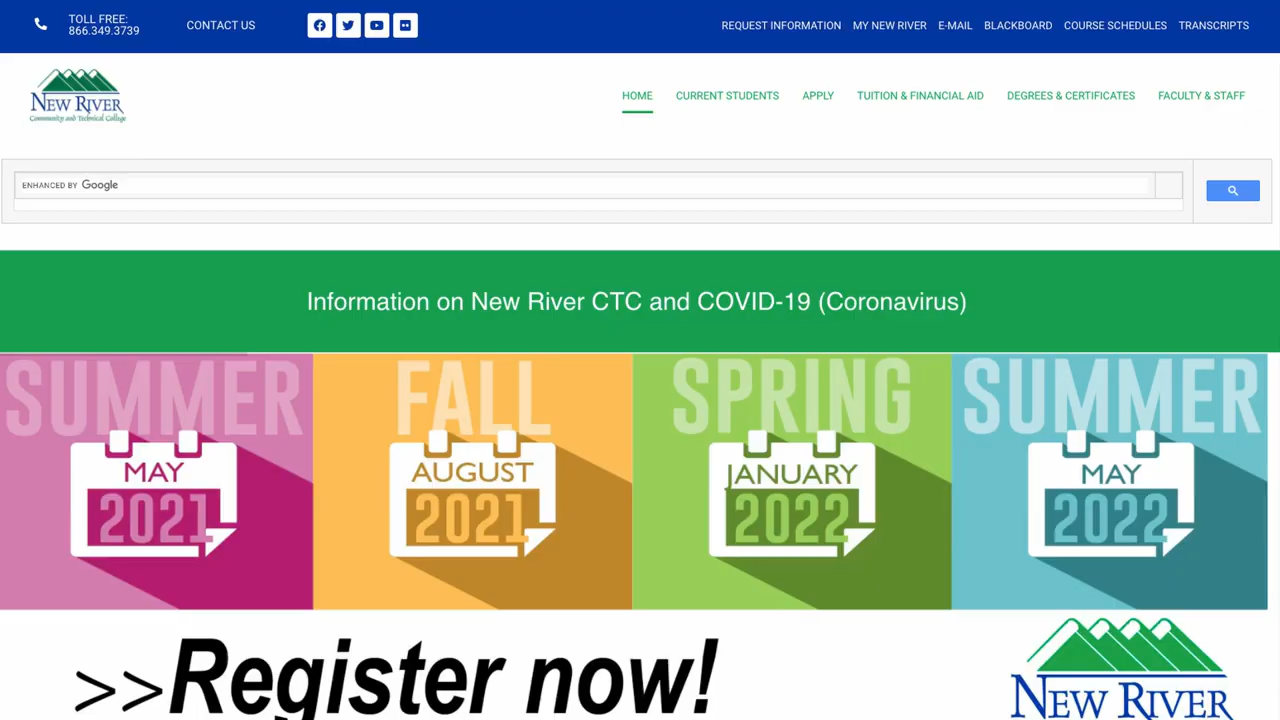 TOLL FREE:
866.349.3739
CONTACT US
REQUEST INFORMATION
MY NEW RIVER
E-MAIL
BLACKBOARD
COURSE SCHEDULES
TRANSCRIPTS
NEW RIVER
Community and Technical College
HOME
CURRENT STUDENTS
APPLY
TUITION & FINANCIAL AID
DEGREES & CERTIFICATES
FACULTY & STAFF
ENHANCED BY Google
Information on New River CTC and COVID-19 (Coronavirus)
SUMMER
MAY
2021
FALL
AUGUST
2021
SPRING
JANUARY
2022
SUMMER
MAY
2022
>>Register now!
NEW RIVER